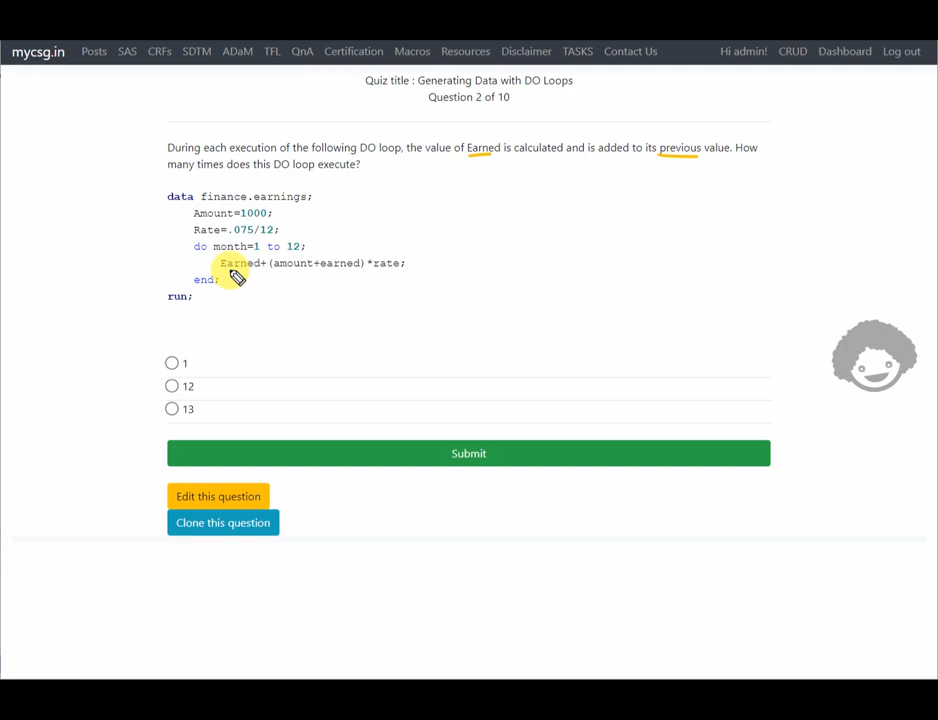 mycsg.in Posts SAS CRFs SDTM ADaM TFL QnA Certification Macros Resources Disclaimer TASKS Contact Us Hi admin! CRUD Dashboard Log out
Quiz title : Generating Data with DO Loops
Question 2 of 10
During each execution of the following DO loop, the value of Earned is calculated and is added to its previous value. How
many times does this DO loop execute?
data finance.earnings;
Amount=1000;
Rate=.075/12;
do month=1 to 12;
Earned+(amount+earned)*rate;
end;
run;
1
12
13
Submit
Edit this question
Clone this question